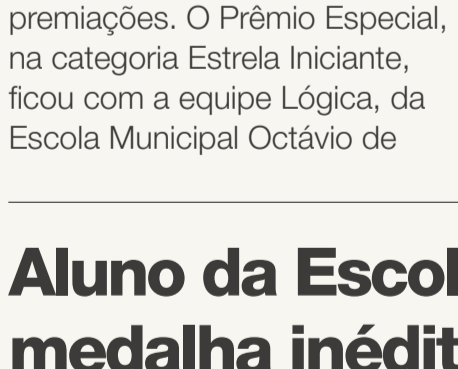 premiações. O Prêmio Especial,
na categoria Estrela Iniciante,
ficou com a equipe Lógica, da
Escola Municipal Octávio de
Aluno da Escol
medalha inédit